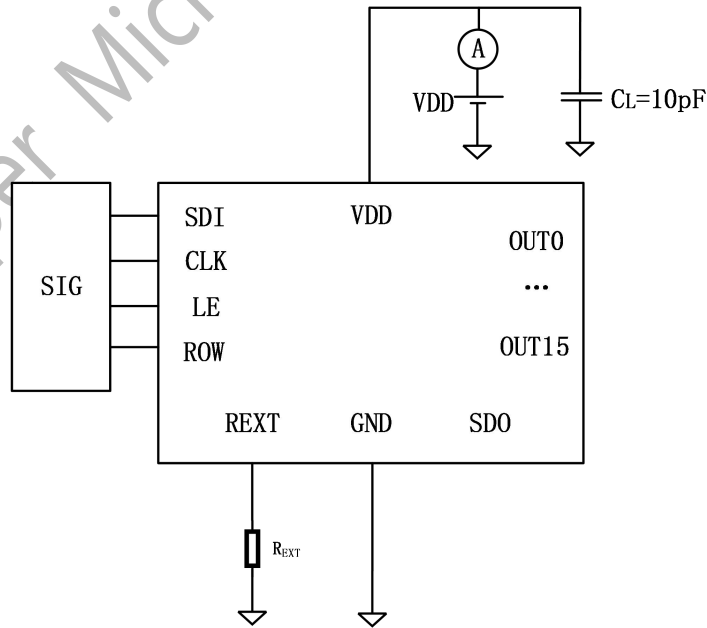 A
VDD
CL=10pF
SDI
VDD
CLK
OUT0
SIG
...
LE
ROW
OUT15
REXT
GND
SDO
REXT